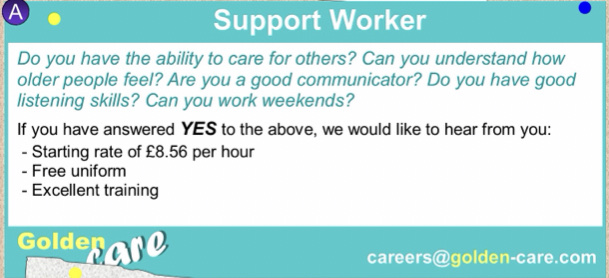 A
Support Worker
Do you have the ability to care for others? Can you understand how
older people feel? Are you a good communicator? Do you have good
listening skills? Can you work weekends?
If you have answered YES to the above, we would like to hear from you:
- Starting rate of £8.56 per hour
- Free uniform
- Excellent training
Golden care
careers@golden-care.com